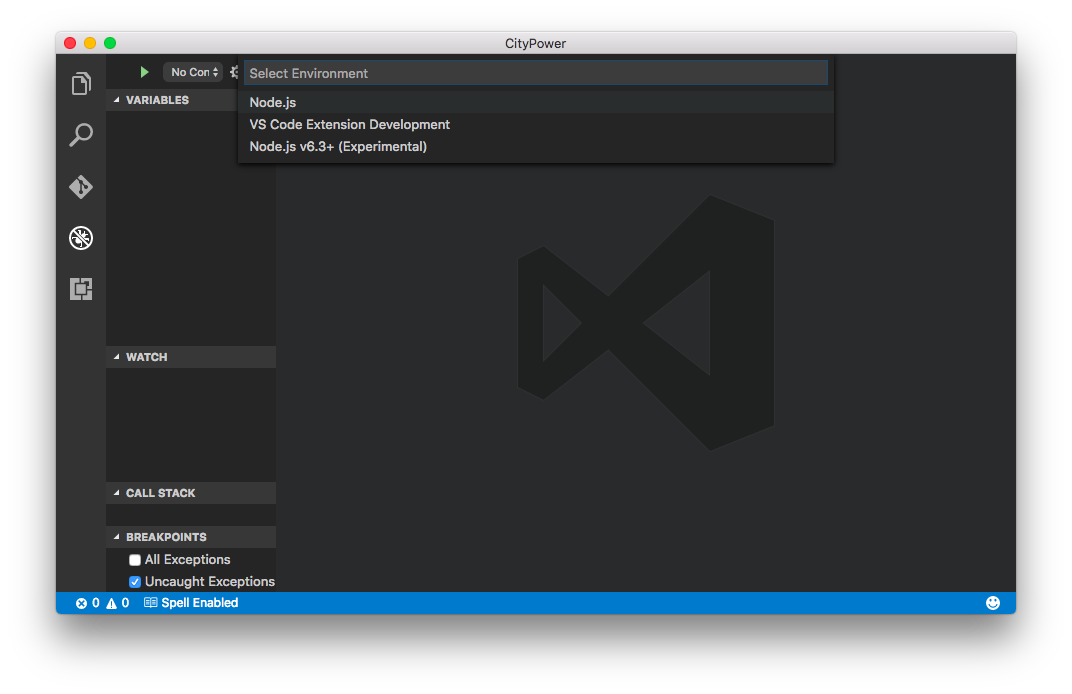 CityPower
No Con
Select Environment
Node.js
VS Code Extension Development
Node.js v6.3+ (Experimental)
VARIABLES
WATCH
CALL STACK
BREAKPOINTS
All Exceptions
Uncaught Exceptions
0 0 Spell Enabled